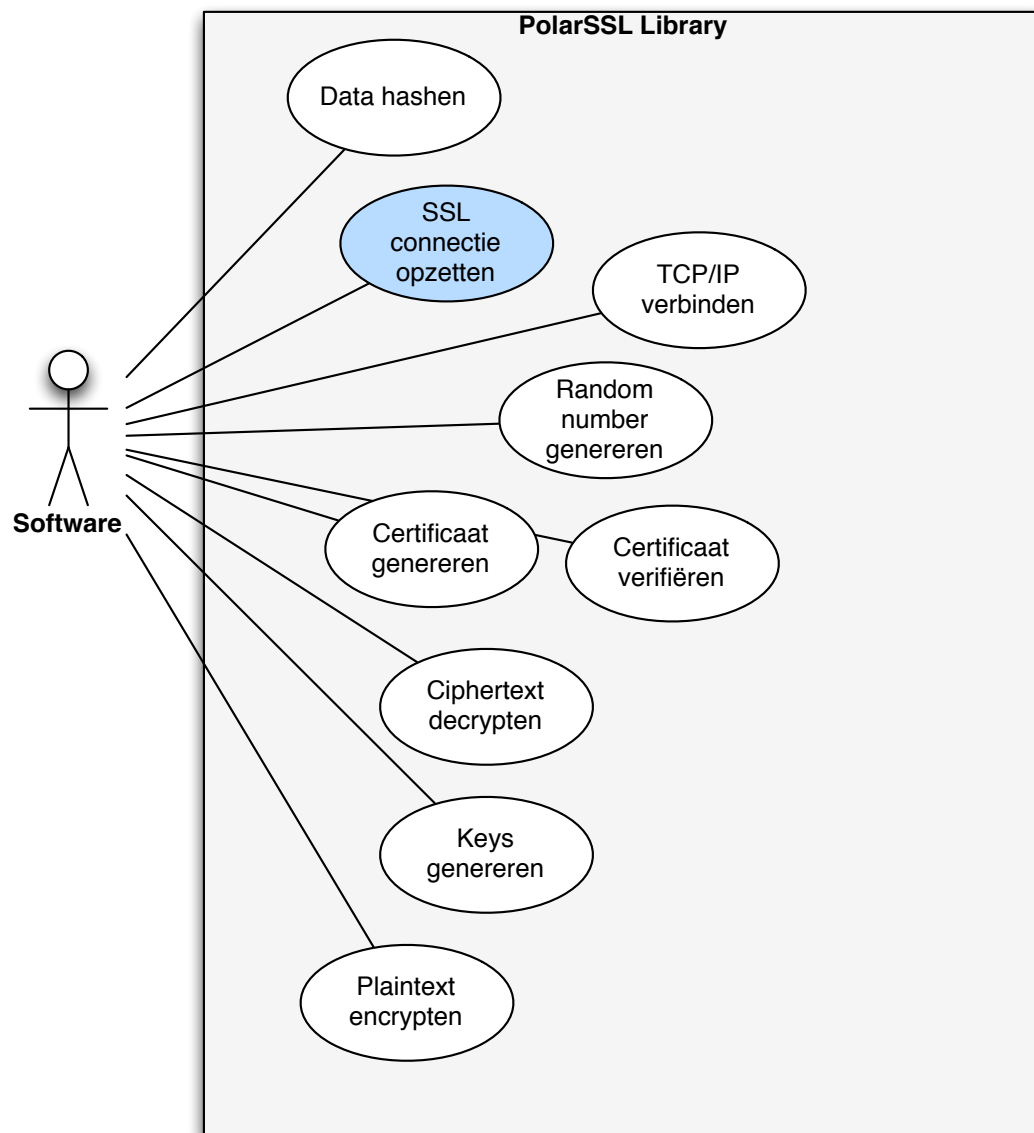 PolarSSL Library
Data hashen
SSL
connectie
opzetten
TCP/IP
verbinden
Random
number
genereren
Software
Certificaat
genereren
Certificaat
verifiëren
Ciphertext
decrypten
Keys
genereren
Plaintext
encrypten